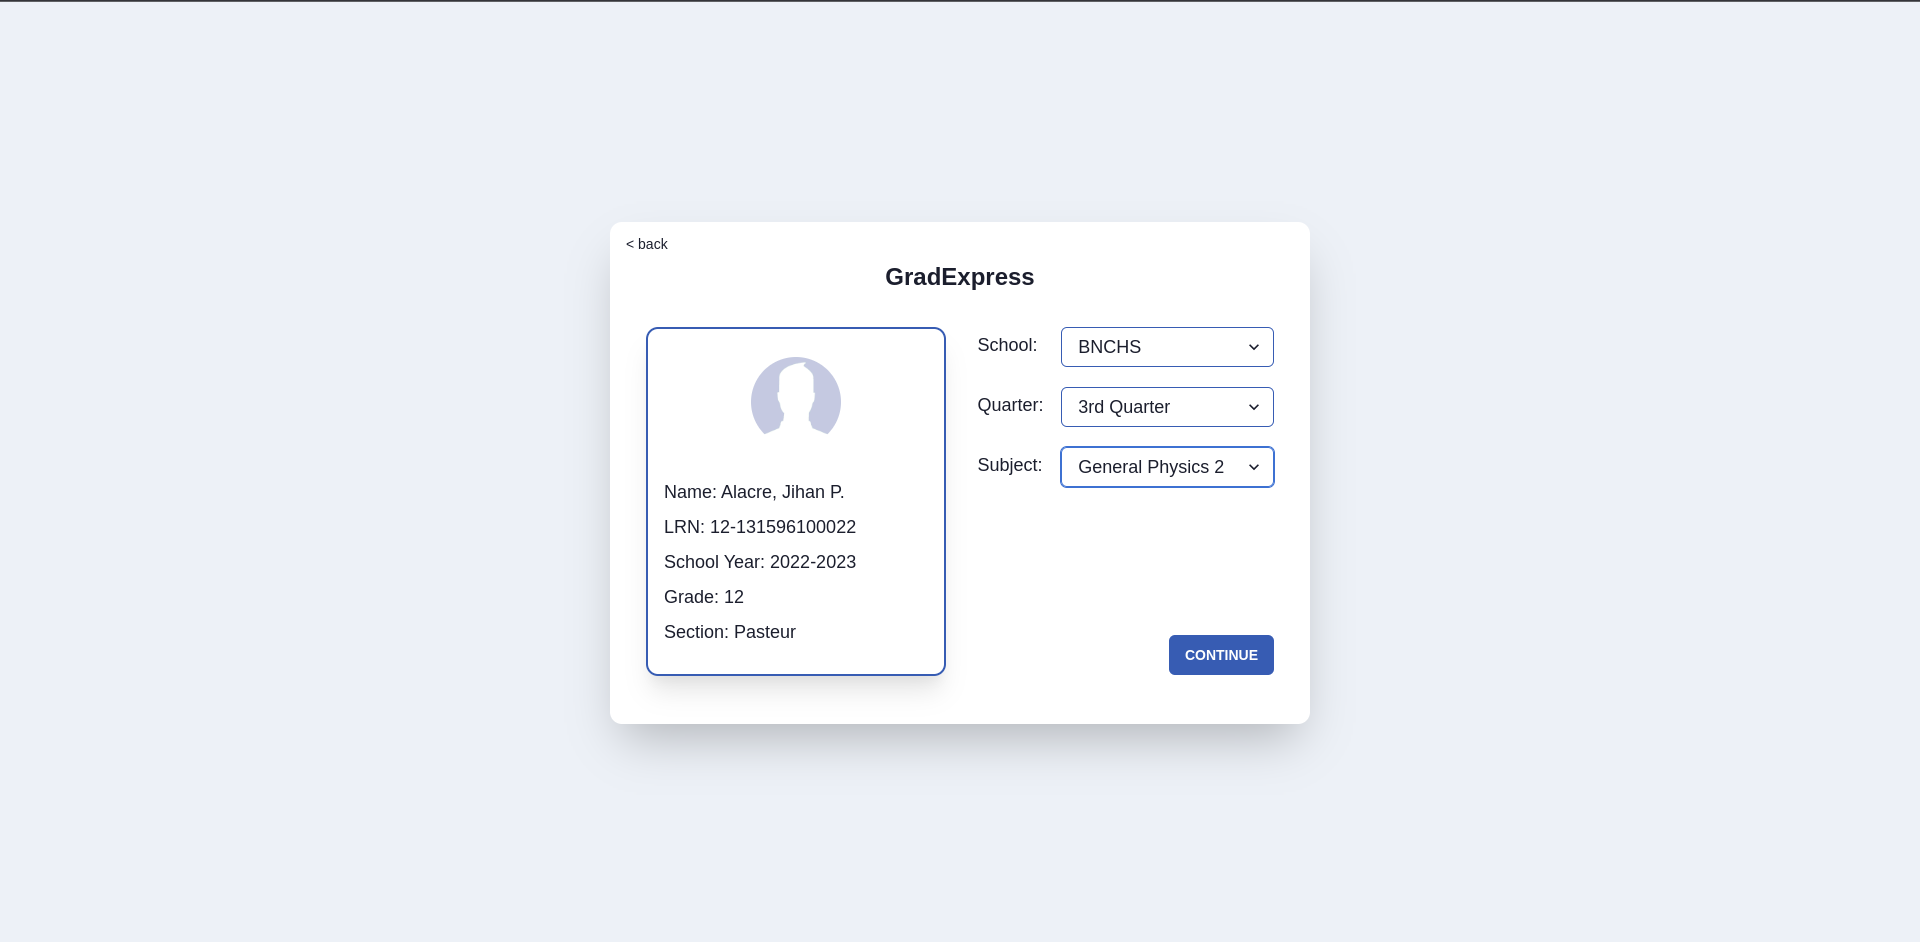 < back
GradExpress
Name: Alacre, Jihan P.
LRN: 12-131596100022
School Year: 2022-2023
Grade: 12
Section: Pasteur
School: BNCHS
Quarter: 3rd Quarter
Subject: General Physics 2
CONTINUE